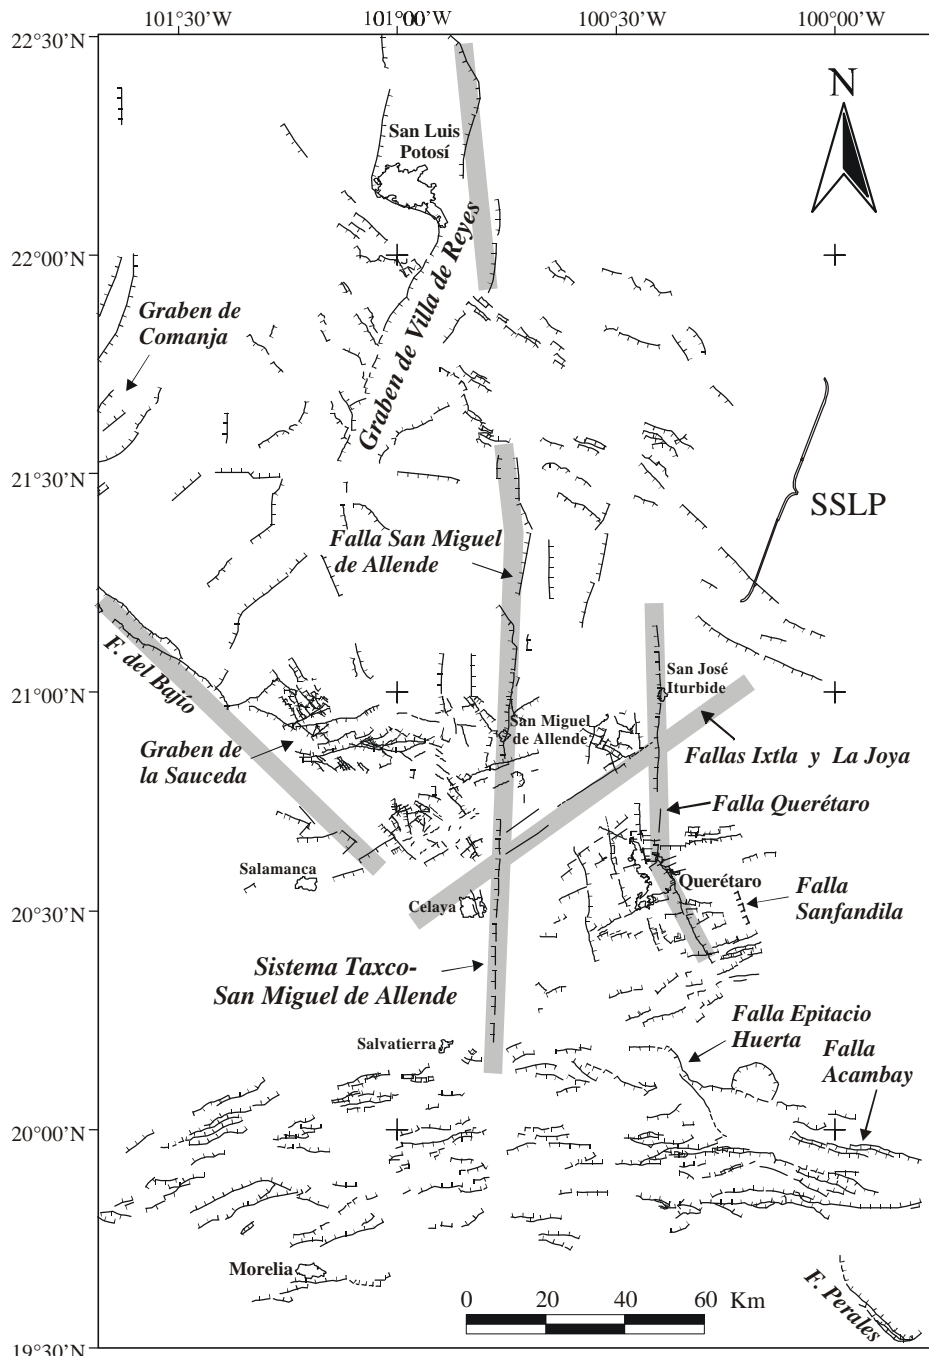 101°30'W 101°00'W 100°30'W 100°00'W
22°30'N
N
San Luis
Potosí
Graben de Villa de Reyes
22°00'N
Graben de
Comanja
21°30'N
SSLP
Falla San Miguel
de Allende
F. del Bajío
San José
Iturbide
21°00'N
San Miguel
de Allende
Graben de
la Sauceda
Fallas Ixtla y La Joya
Falla Querétaro
Salamanca
Querétaro
Falla
Sanfandila
Celaya
20°30'N
Sistema Taxco-
San Miguel de Allende
Falla Epitacio
Huerta
Salvatierra
Falla
Acambay
20°00'N
Morelia
F. Perales
0 20 40 60 Km
19°30'N